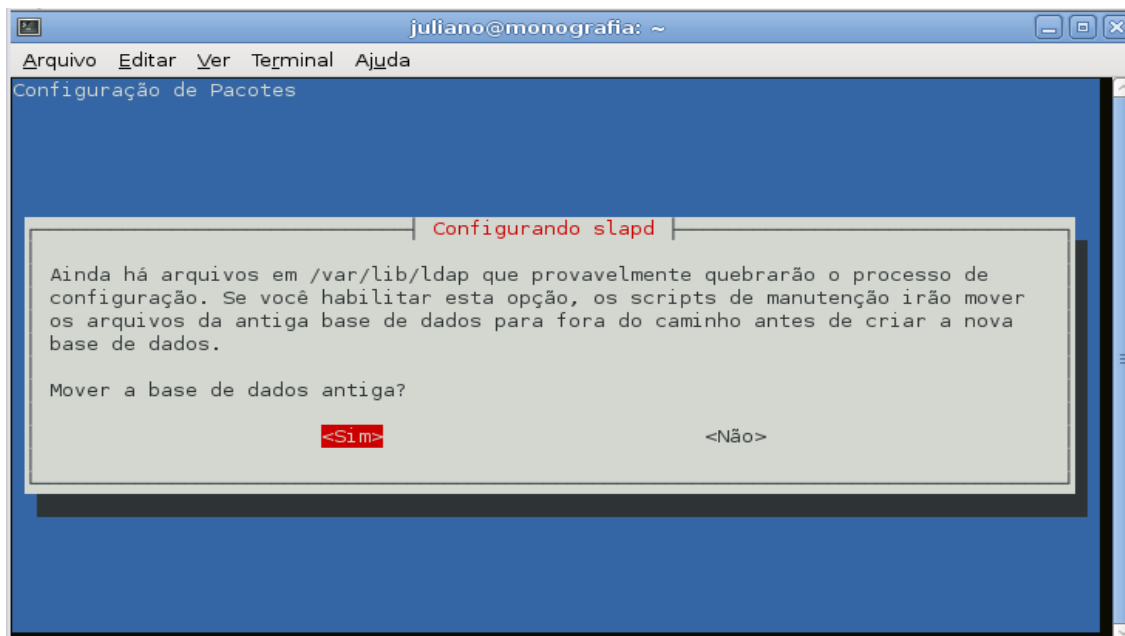 juliano@monografia: ~
Arquivo Editar Ver Terminal Ajuda
Configuração de Pacotes
Configurando slapd
Ainda há arquivos em /var/lib/ldap que provavelmente quebrarão o processo de
configuração. Se você habilitar esta opção, os scripts de manutenção irão mover
os arquivos da antiga base de dados para fora do caminho antes de criar a nova
base de dados.
Mover a base de dados antiga?
<Sim> <Não>